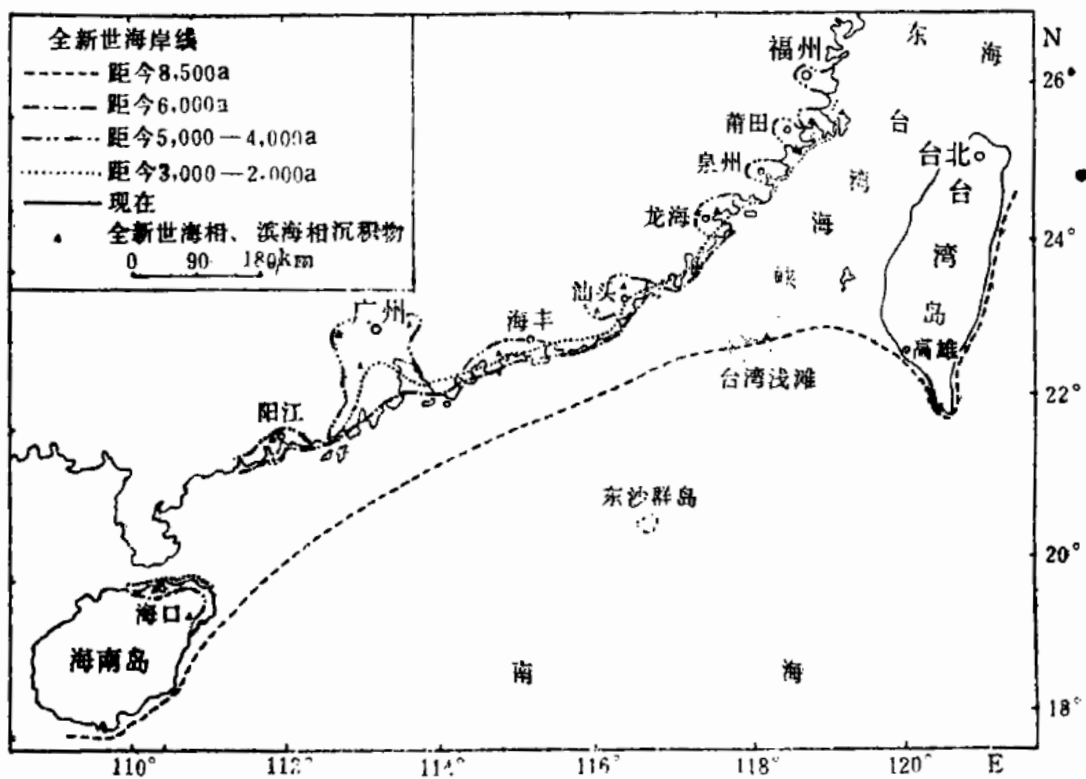 全新世海岸线
距今8,500a
距今6,000a
距今5,000—4,000a
距今3,000—2,000a
现在
全新世海相、滨海相沉积物
0 90 180/km
东海
N
福州
26°
莆田
台湾海峡
台北
泉州
台湾岛
龙海
24°
汕头
广州
海丰
高雄
台湾浅滩
22°
阳江
东沙群岛
20°
海口
海南岛
南海
18°
110° 112° 114° 116° 118° 120° E